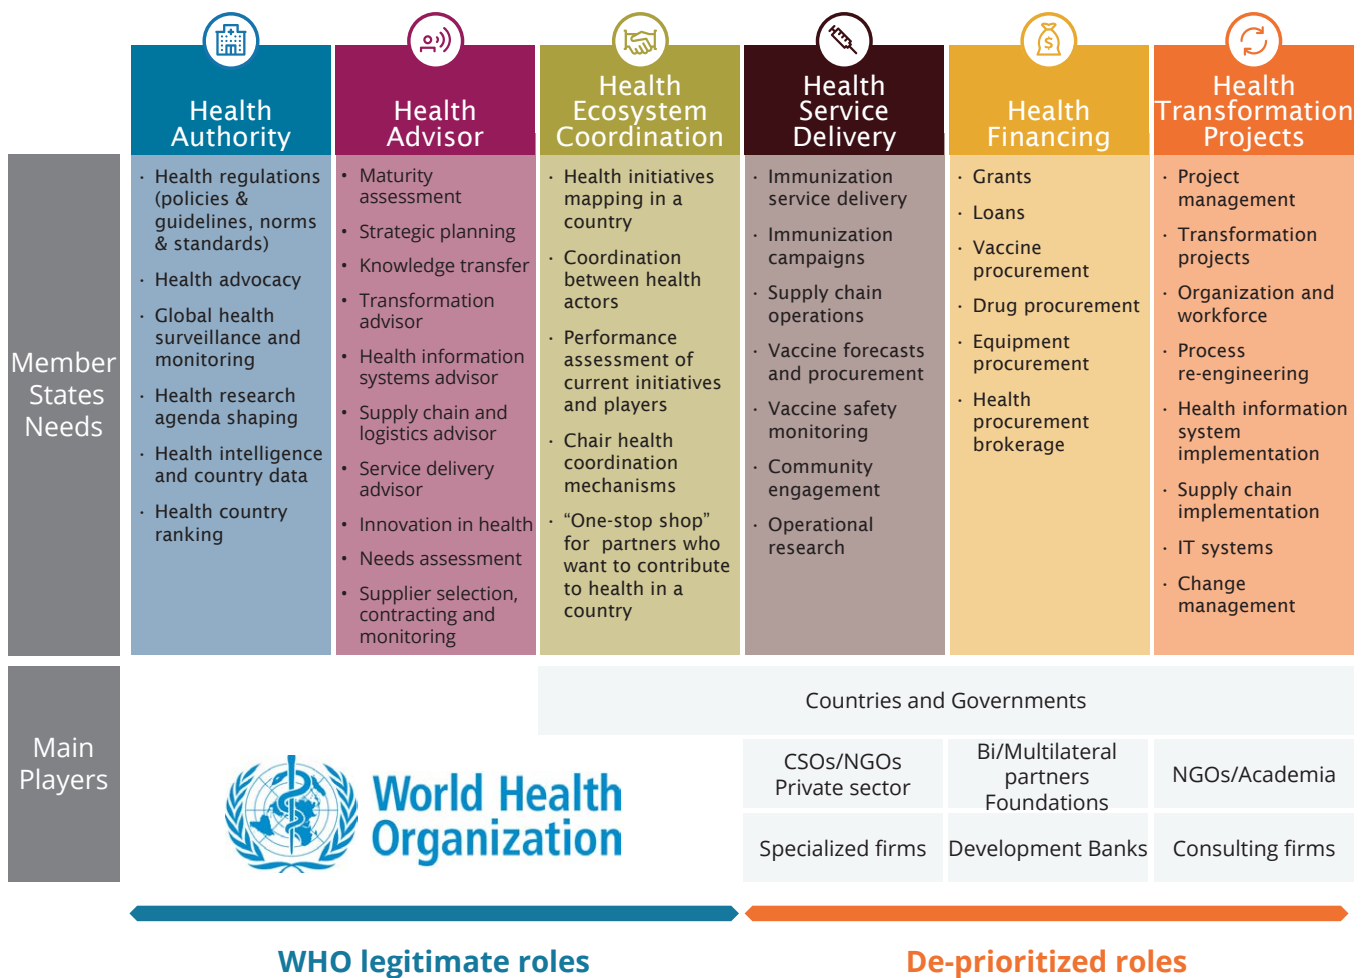 Health
Authority
Health
Advisor
Health
Ecosystem
Coordination
Health
Service
Delivery
Health
Financing
Health
Transformation
Projects
Member
States
Needs
· Health regulations
(policies &
guidelines, norms
& standards)
· Health advocacy
· Global health
surveillance and
monitoring
· Health research
agenda shaping
· Health intelligence
and country data
· Health country
ranking
• Maturity
assessment
• Strategic planning
• Knowledge transfer
• Transformation
advisor
• Health information
systems advisor
• Supply chain and
logistics advisor
• Service delivery
advisor
• Innovation in health
• Needs assessment
• Supplier selection,
contracting and
monitoring
· Health initiatives
mapping in a
country
· Coordination
between health
actors
· Performance
assessment of
current initiatives
and players
· Chair health
coordination
mechanisms
· “One-stop shop”
for partners who
want to contribute
to health in a
country
· Immunization
service delivery
· Immunization
campaigns
· Supply chain
operations
· Vaccine forecasts
and procurement
· Vaccine safety
monitoring
· Community
engagement
· Operational
research
· Grants
· Loans
· Vaccine
procurement
· Drug procurement
· Equipment
procurement
· Health
procurement
brokerage
· Project
management
· Transformation
projects
· Organization and
workforce
· Process
re-engineering
· Health information
system
implementation
· Supply chain
implementation
· IT systems
· Change
management
Main
Players
World Health
Organization
Countries and Governments
CSOs/NGOs
Private sector
Bi/Multilateral
partners
Foundations
NGOs/Academia
Specialized firms
Development Banks
Consulting firms
WHO legitimate roles
De-prioritized roles